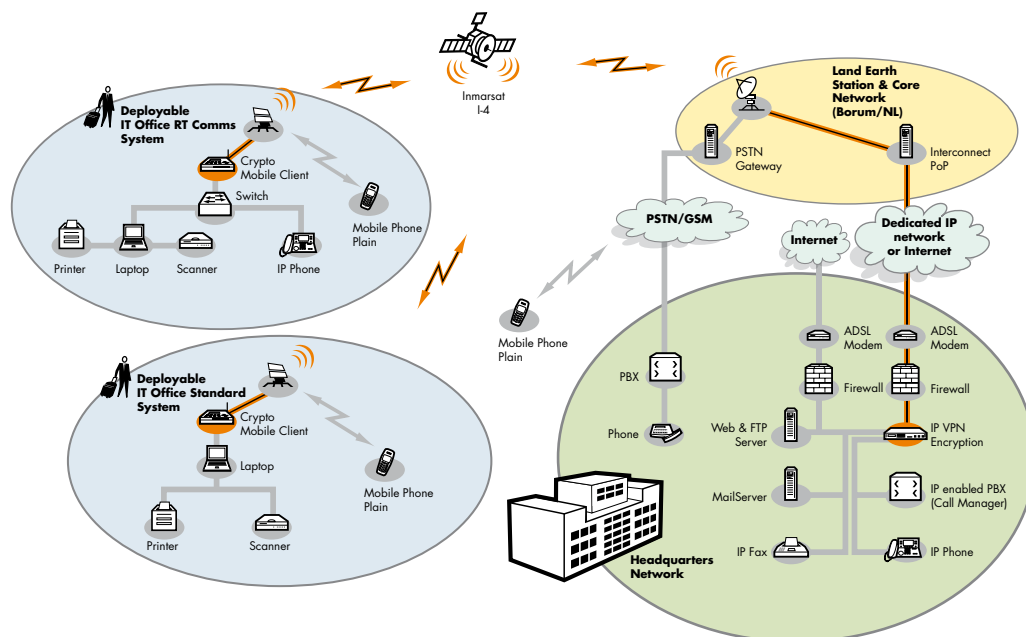 Inmarsat
I-4
Deployable
IT Office RT Comms
System
Crypto
Mobile Client
Switch
Mobile Phone
Plain
Printer
Laptop
Scanner
IP Phone
Land Earth
Station & Core
Network
(Borum/NL)
PSTN
Gateway
Interconnect
PoP
PSTN/GSM
Internet
Dedicated IP
network
or Internet
Mobile Phone
Plain
Deployable
IT Office Standard
System
Crypto
Mobile Client
Laptop
Mobile Phone
Plain
Printer
Scanner
ADSL
Modem
ADSL
Modem
PBX
Firewall
Firewall
Phone
Web & FTP
Server
IP VPN
Encryption
MailServer
IP enabled PBX
(Call Manager)
IP Fax
IP Phone
Headquarters
Network